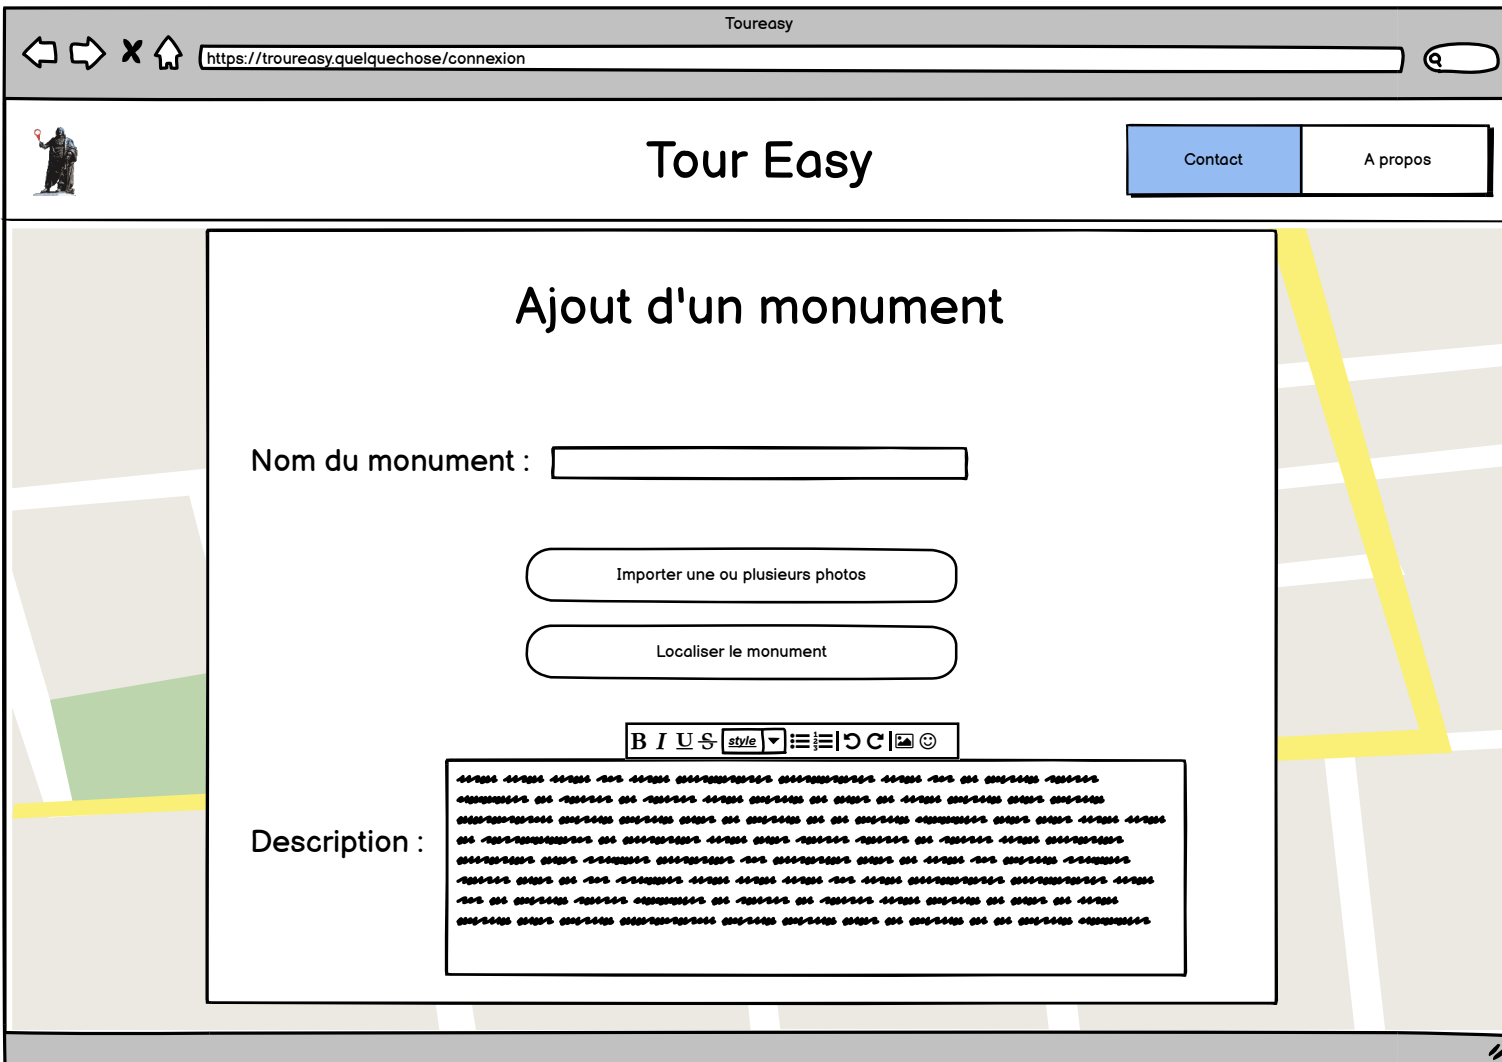 Toureasy
https://troureasy.quelquechose/connexion
Tour Easy
Contact
A propos
Ajout d'un monument
Nom du monument :
Importer une ou plusieurs photos
Localiser le monument
B I U S style
Description :